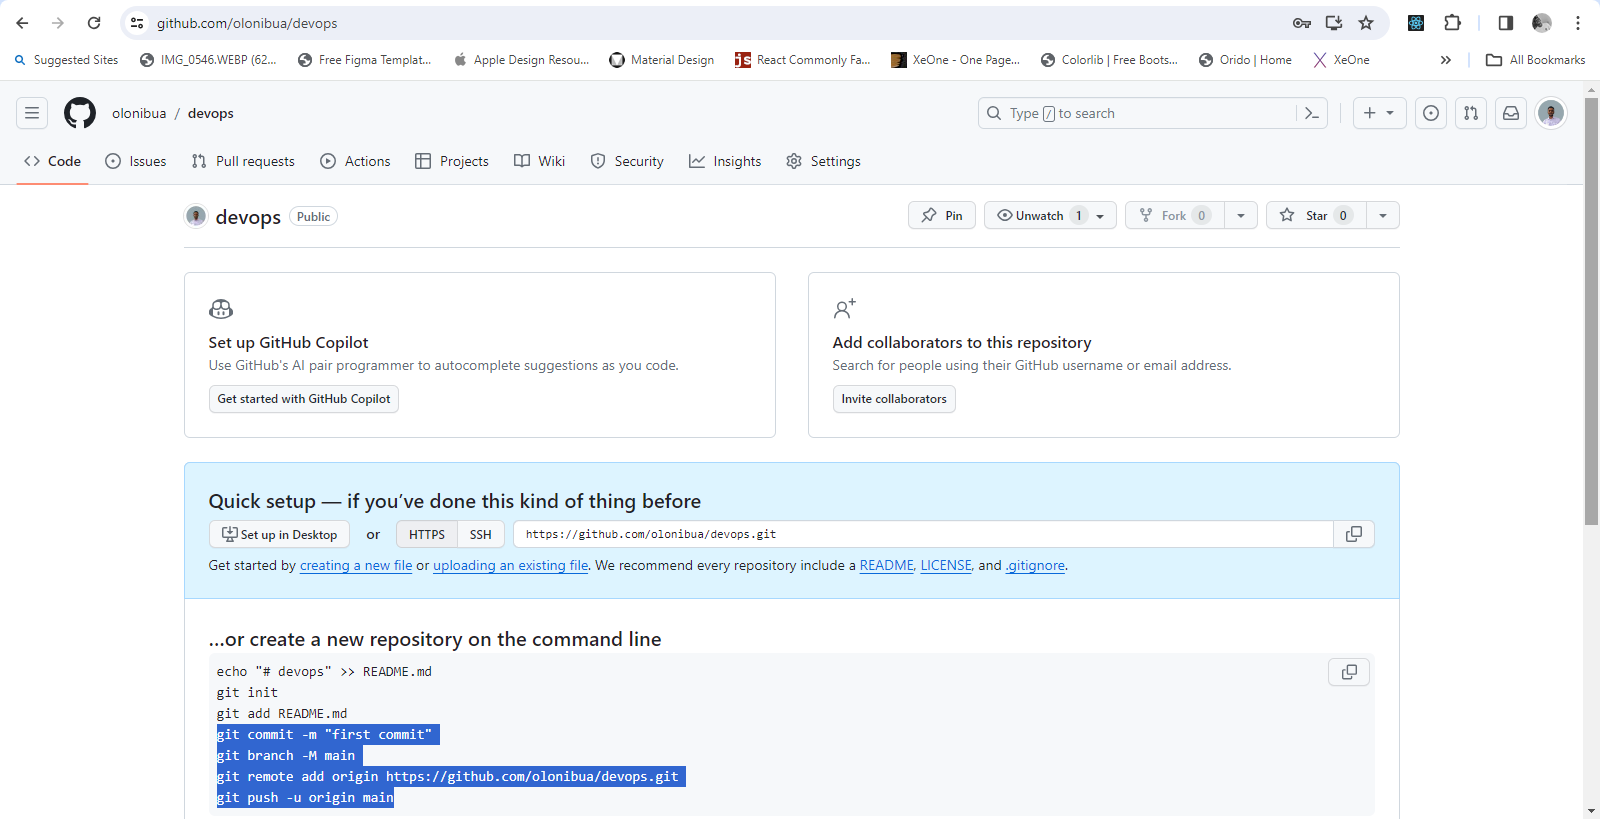 github.com/olonibua/devops
Suggested Sites IMG_0546.WEBP (62... Free Figma Templat... Apple Design Resou... Material Design React Commonly Fa... XeOne - One Page... Colorlib | Free Boots... Orido | Home XeOne » All Bookmarks
olonibua / devops Type / to search
Code Issues Pull requests Actions Projects Wiki Security Insights Settings
devops Public Pin Unwatch 1 Fork 0 Star 0
Set up GitHub Copilot
Use GitHub's AI pair programmer to autocomplete suggestions as you code.
Get started with GitHub Copilot
Add collaborators to this repository
Search for people using their GitHub username or email address.
Invite collaborators
Quick setup — if you’ve done this kind of thing before
Set up in Desktop or HTTPS SSH https://github.com/olonibua/devops.git
Get started by creating a new file or uploading an existing file. We recommend every repository include a README, LICENSE, and .gitignore.
…or create a new repository on the command line
echo "# devops" >> README.md
git init
git add README.md
git commit -m "first commit"
git branch -M main
git remote add origin https://github.com/olonibua/devops.git
git push -u origin main